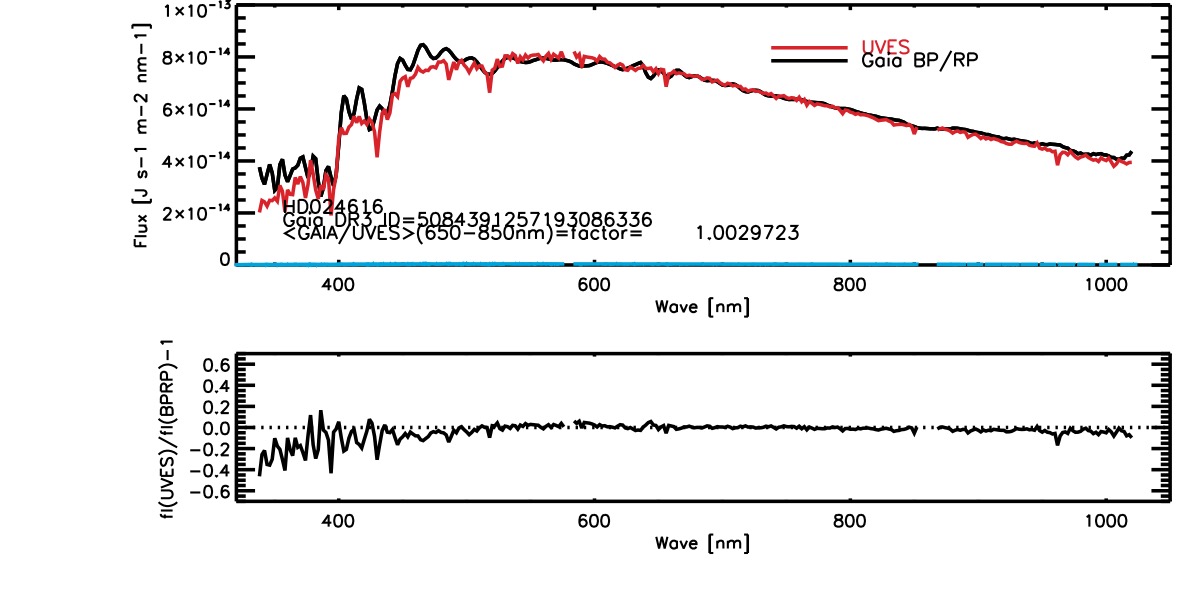 1×10−13
8×10−14
6×10−14
4×10−14
2×10−14
0
Flux [J s−1 m−2 nm−1]
UVES
Gaia BP/RP
HD024616
Gaia DR3 ID=5084391257193086336
<GAIA/UVES>(650−850nm)=factor= 1.0029723
400 600 800 1000
Wave [nm]
0.6
0.4
0.2
0.0
−0.2
−0.4
−0.6
fl(UVES)/fl(BPRP)−1
400 600 800 1000
Wave [nm]